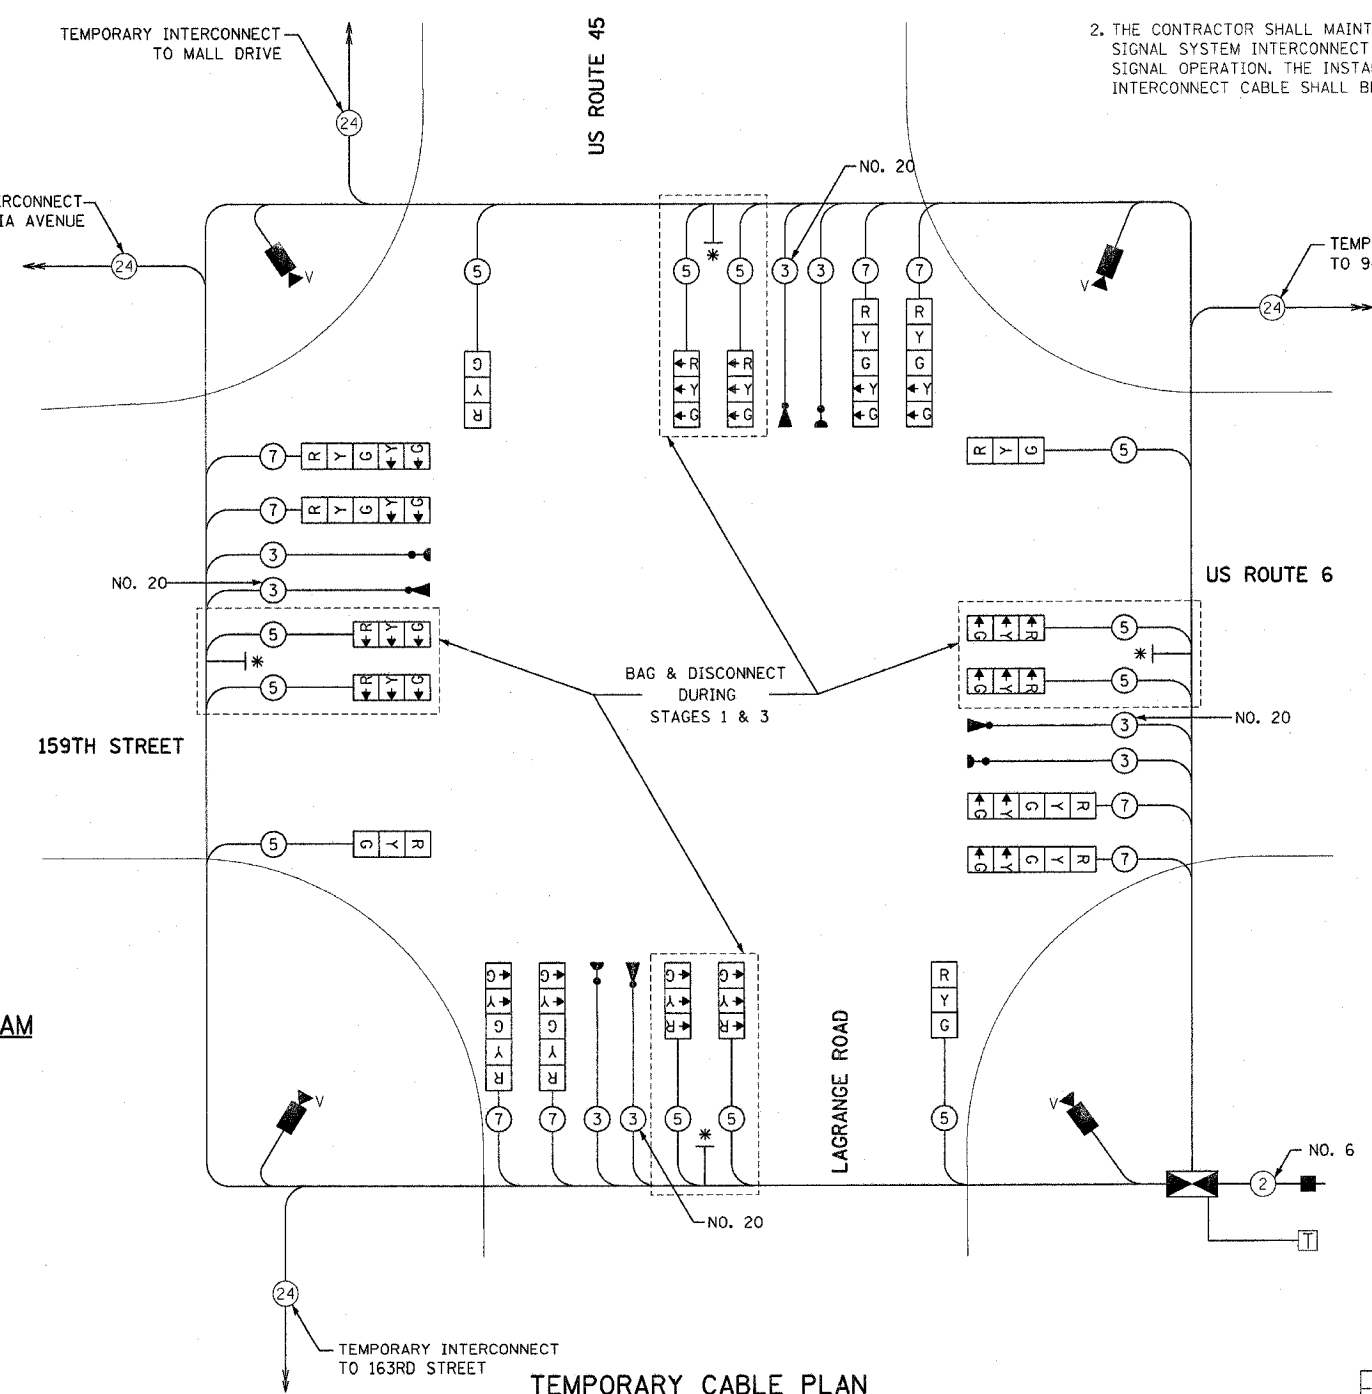 TEMPORARY INTERCONNECT
TO MALL DRIVE
US ROUTE 45
2. THE CONTRACTOR SHALL MAINT
SIGNAL SYSTEM INTERCONNECT
SIGNAL OPERATION. THE INSTA
INTERCONNECT CABLE SHALL B
24
NO. 20
ERCONNECT
IA AVENUE
24
V
5
5
*
5
3
3
7
7
V
TEMP
TO 9
24
R
Y
G
R
Y
G
Y
G
R
Y
G
Y
G
R
Y
G
R
Y
G
7
R Y G Y G
R Y G
5
7
R Y G Y G
3
NO. 20
3
US ROUTE 6
5
R Y G
G Y R
5
*
BAG & DISCONNECT
DURING
STAGES 1 & 3
*
5
R Y G
G Y R
5
3
NO. 20
159TH STREET
3
G Y G Y R
7
5
G Y R
G Y G Y R
7
G
Y
G
Y
R
G
Y
G
Y
R
G
Y
R
G
Y
R
R
Y
G
AM
LAGRANGE ROAD
V
7
7
3
3
5
*
5
5
V
NO. 6
2
NO. 20
T
24
TEMPORARY INTERCONNECT
TO 163RD STREET
TEMPORARY CABLE PLAN